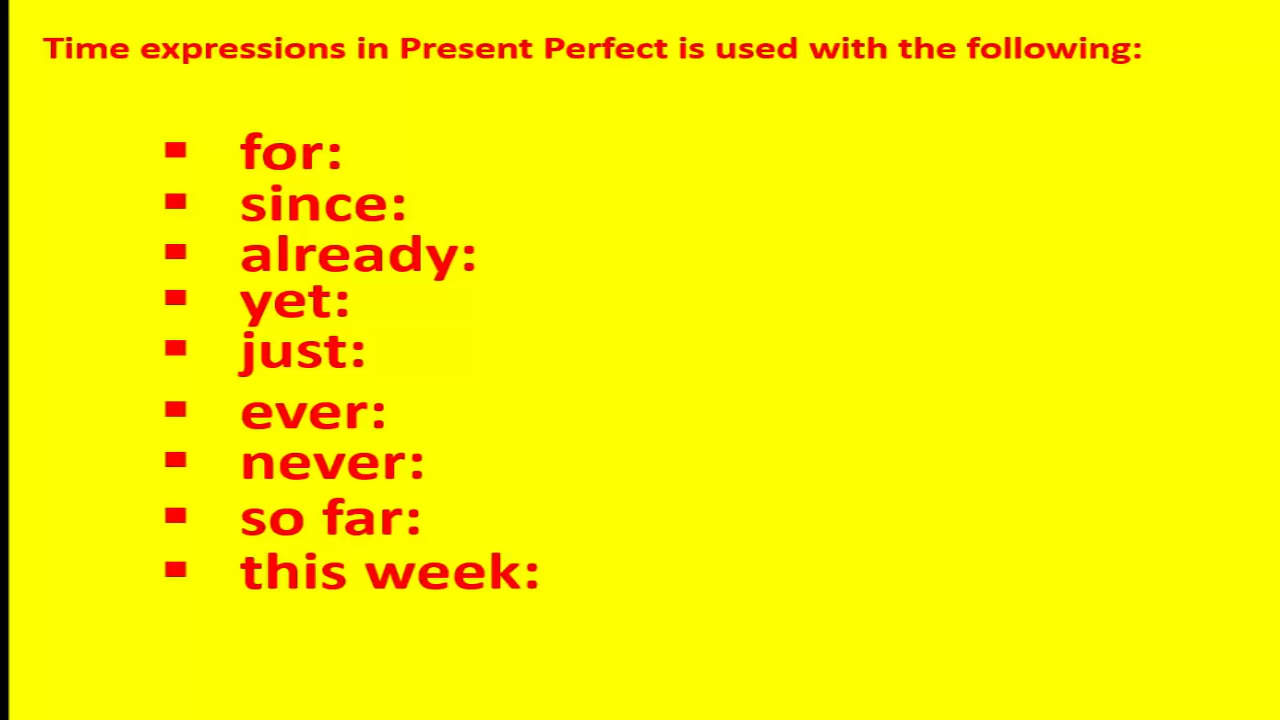 Time expressions in Present Perfect is used with the following:
▪ for:
▪ since:
▪ already:
▪ yet:
▪ just:
▪ ever:
▪ never:
▪ so far:
▪ this week: